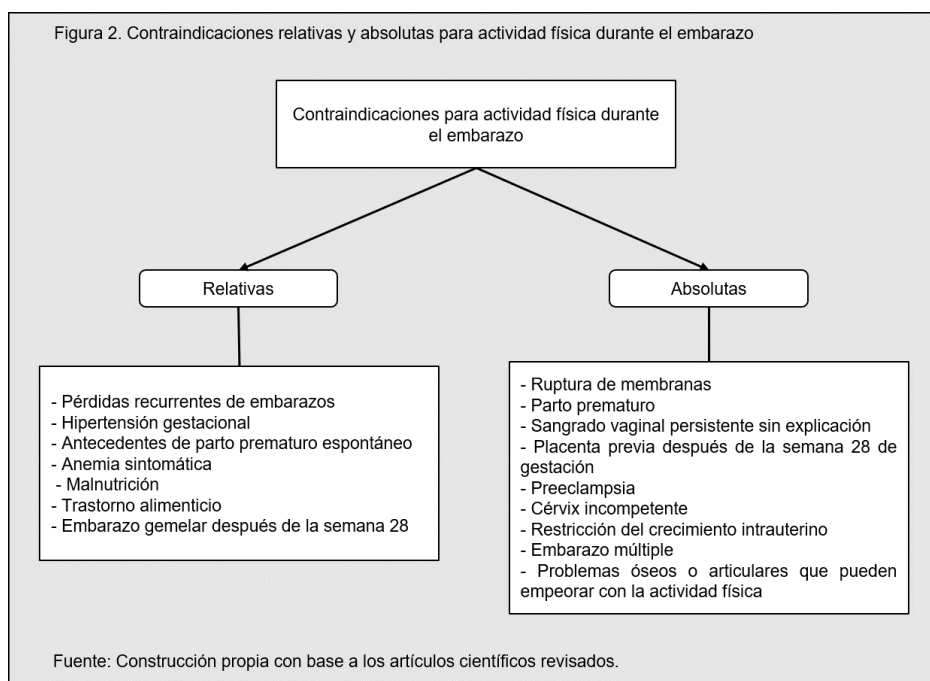 Figura 2. Contraindicaciones relativas y absolutas para actividad física durante el embarazo
Contraindicaciones para actividad física durante
el embarazo
Relativas
Absolutas
- Pérdidas recurrentes de embarazos
- Hipertensión gestacional
- Antecedentes de parto prematuro espontáneo
- Anemia sintomática
- Malnutrición
- Trastorno alimenticio
- Embarazo gemelar después de la semana 28
- Ruptura de membranas
- Parto prematuro
- Sangrado vaginal persistente sin explicación
- Placenta previa después de la semana 28 de
gestación
- Preeclampsia
- Cérvix incompetente
- Restricción del crecimiento intrauterino
- Embarazo múltiple
- Problemas óseos o articulares que pueden
empeorar con la actividad física
Fuente: Construcción propia con base a los artículos científicos revisados.